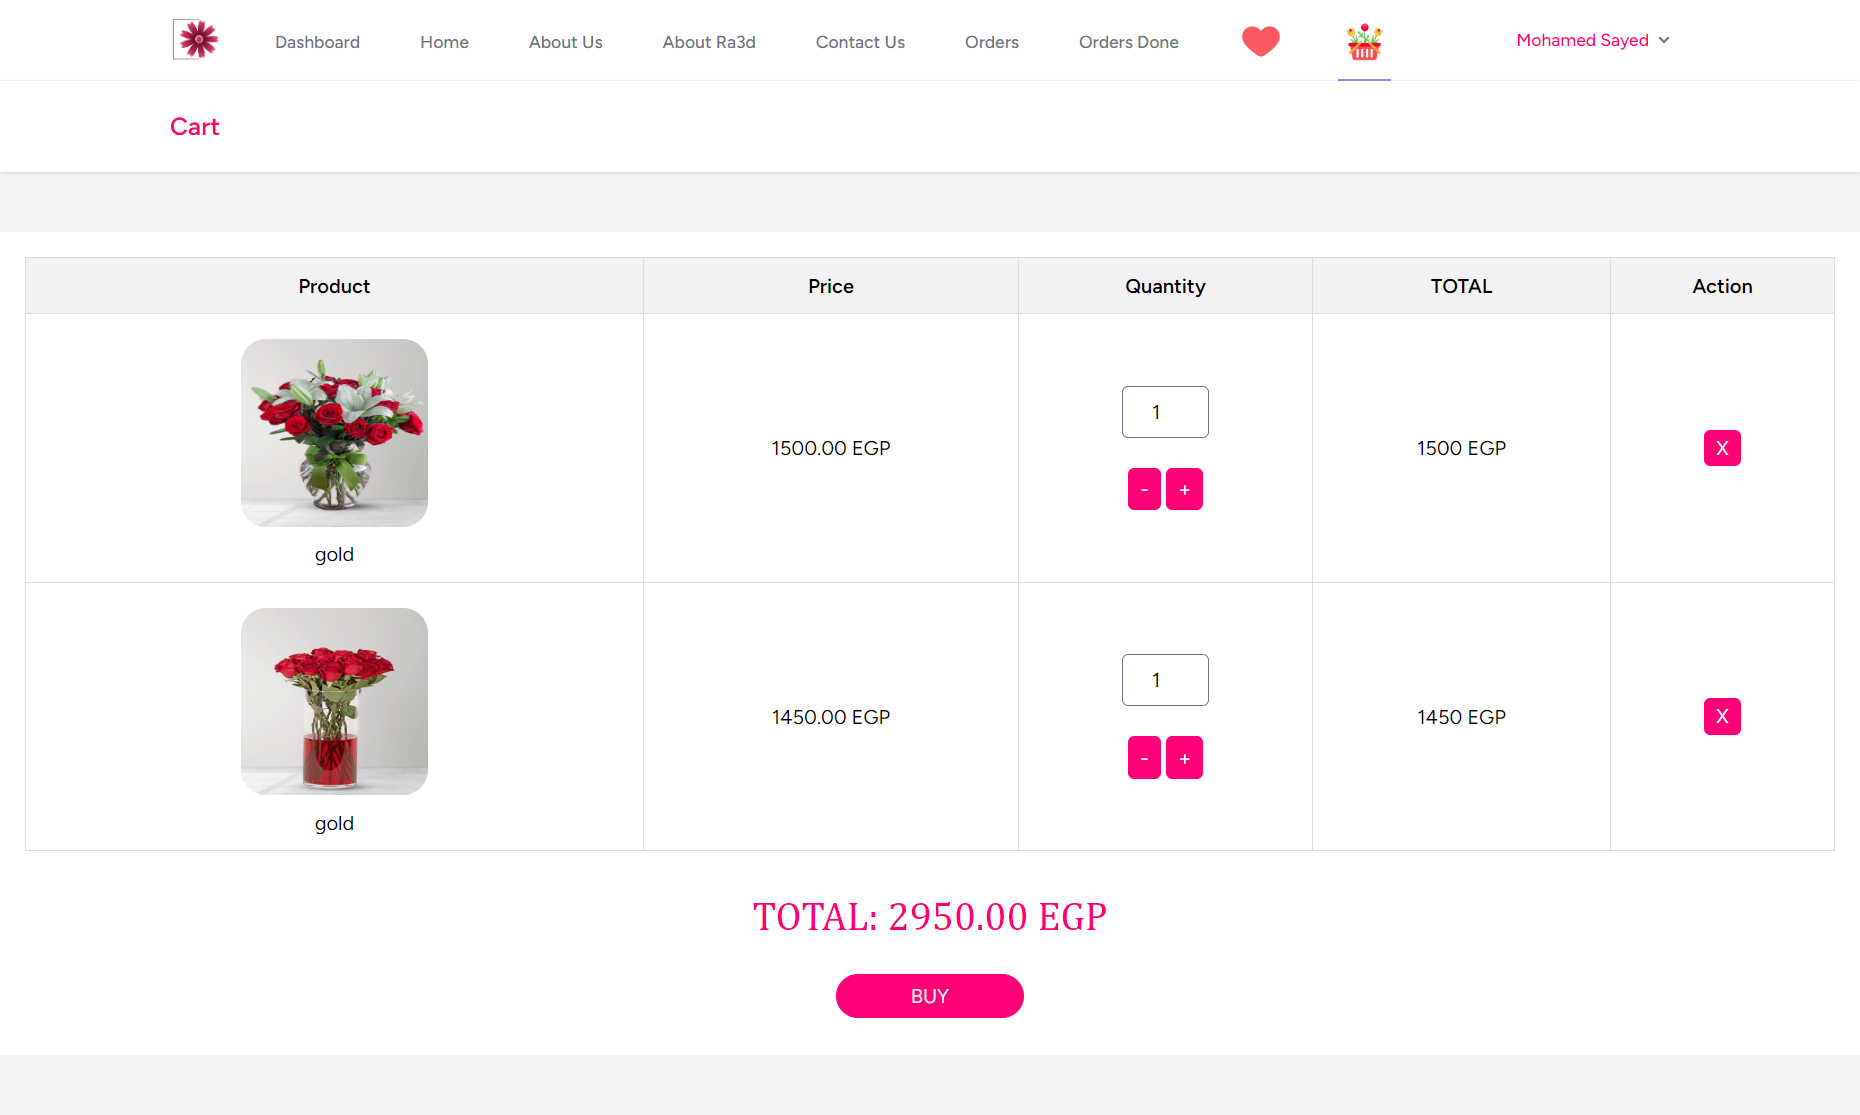 Dashboard
Home
About Us
About Ra3d
Contact Us
Orders
Orders Done
Mohamed Sayed
Cart
Product
Price
Quantity
TOTAL
Action
gold
1500.00 EGP
1
- +
1500 EGP
X
gold
1450.00 EGP
1
- +
1450 EGP
X
TOTAL: 2950.00 EGP
BUY